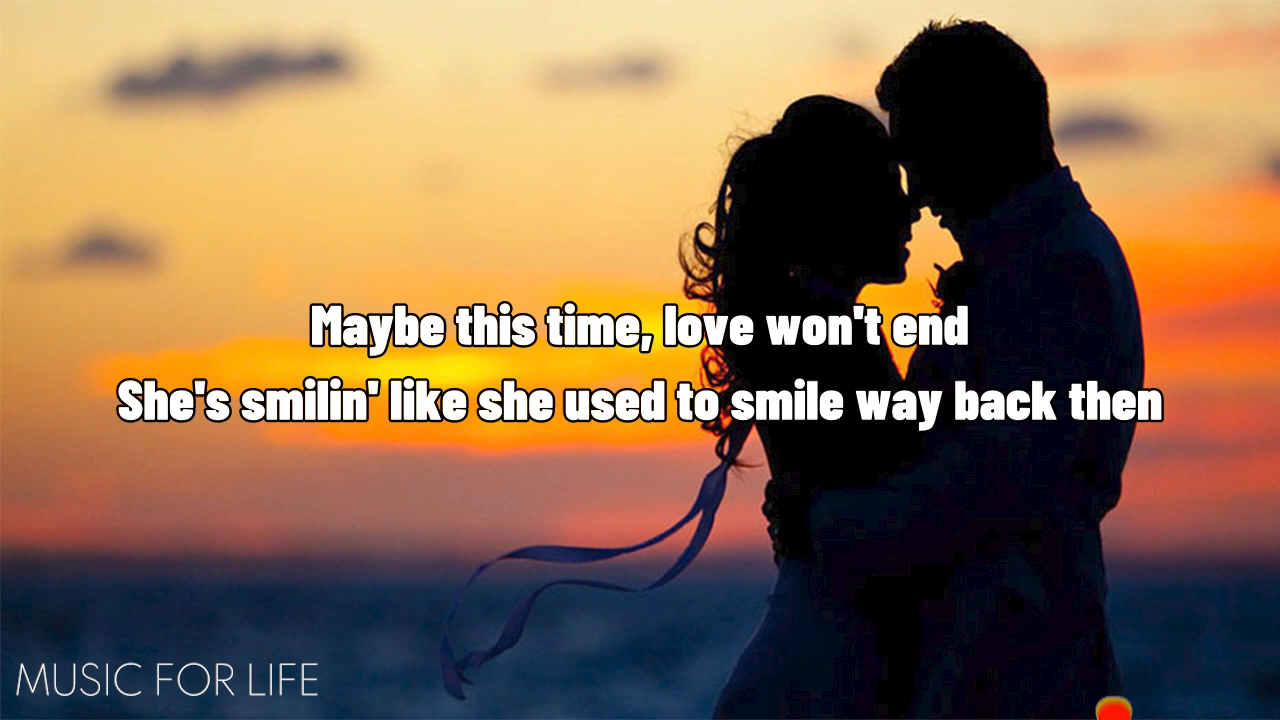 Maybe this time, love won't end
She's smilin' like she used to smile way back then
MUSIC FOR LIFE